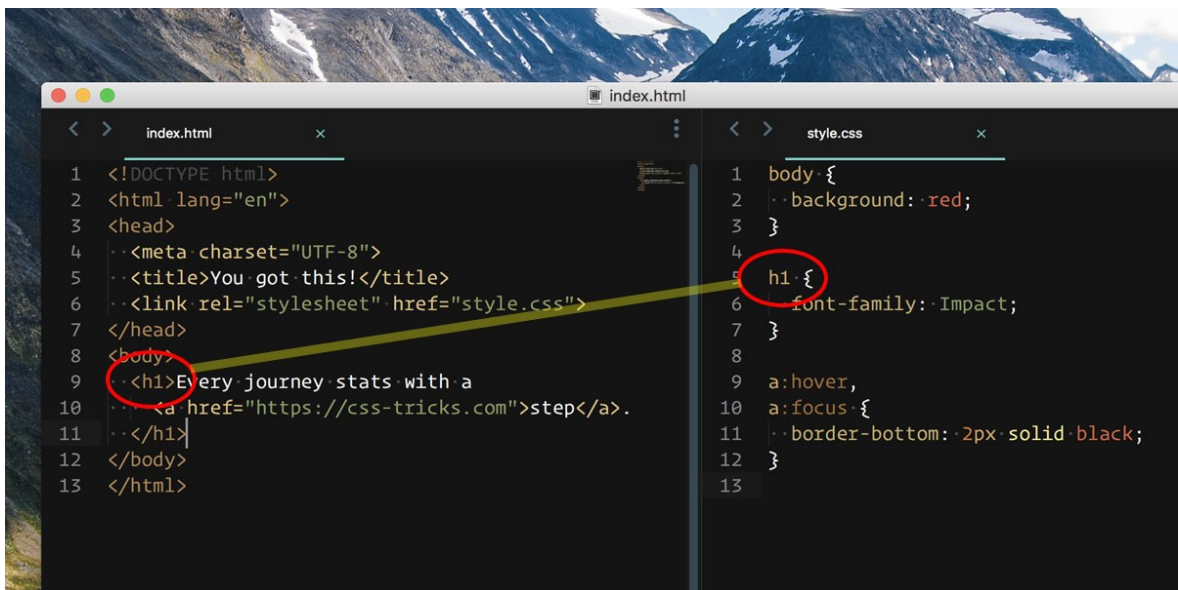 index.html
index.html ×
1 <!DOCTYPE html>
2 <html lang="en">
3 <head>
4 <meta charset="UTF-8">
5 <title>You got this!</title>
6 <link rel="stylesheet" href="style.css">
7 </head>
8 <body>
9 <h1>Every journey stats with a
10 <a href="https://css-tricks.com">step</a>.
11 </h1>
12 </body>
13 </html>
style.css ×
1 body {
2 background: red;
3 }
4
5 h1 {
6 font-family: Impact;
7 }
8
9 a:hover,
10 a:focus {
11 border-bottom: 2px solid black;
12 }
13